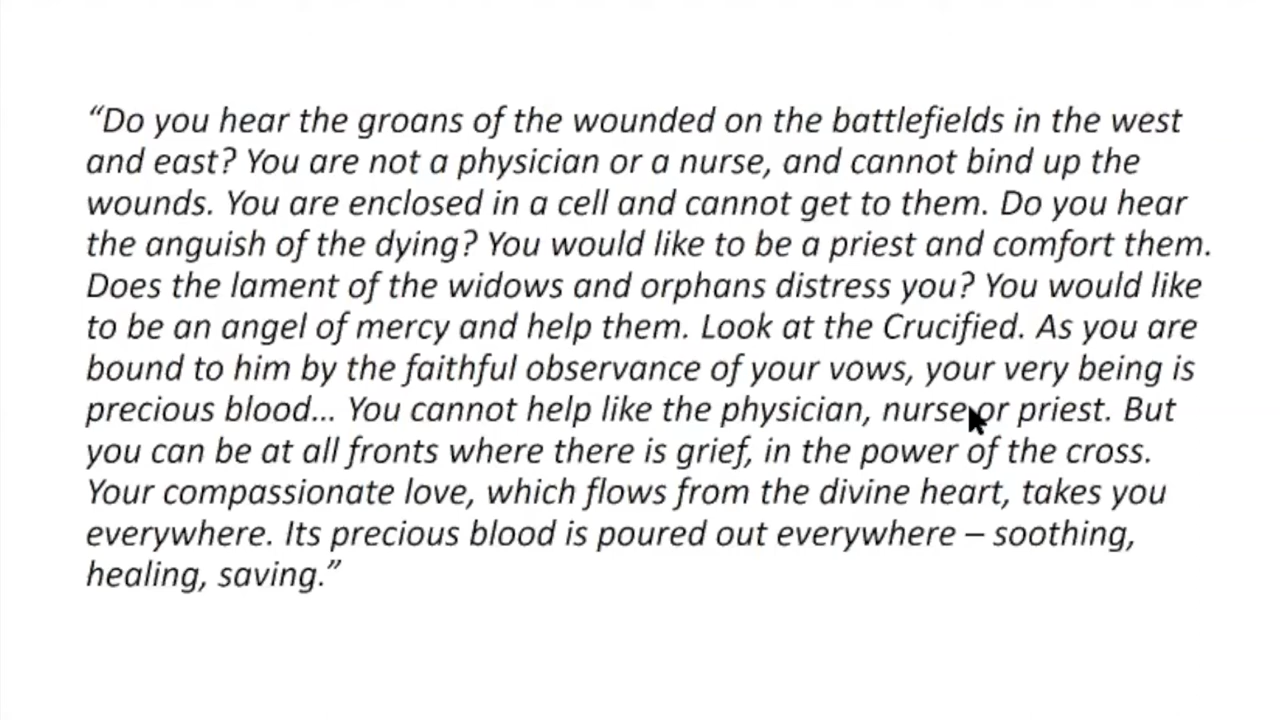 “Do you hear the groans of the wounded on the battlefields in the west
and east? You are not a physician or a nurse, and cannot bind up the
wounds. You are enclosed in a cell and cannot get to them. Do you hear
the anguish of the dying? You would like to be a priest and comfort them.
Does the lament of the widows and orphans distress you? You would like
to be an angel of mercy and help them. Look at the Crucified. As you are
bound to him by the faithful observance of your vows, your very being is
precious blood… You cannot help like the physician, nurse or priest. But
you can be at all fronts where there is grief, in the power of the cross.
Your compassionate love, which flows from the divine heart, takes you
everywhere. Its precious blood is poured out everywhere – soothing,
healing, saving.”